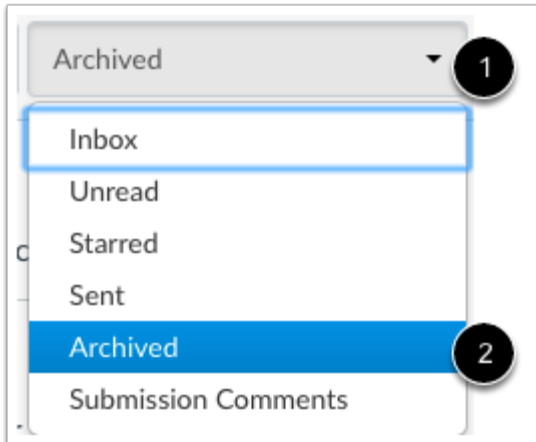 Archived
1
Inbox
Unread
Starred
Sent
Archived
2
Submission Comments